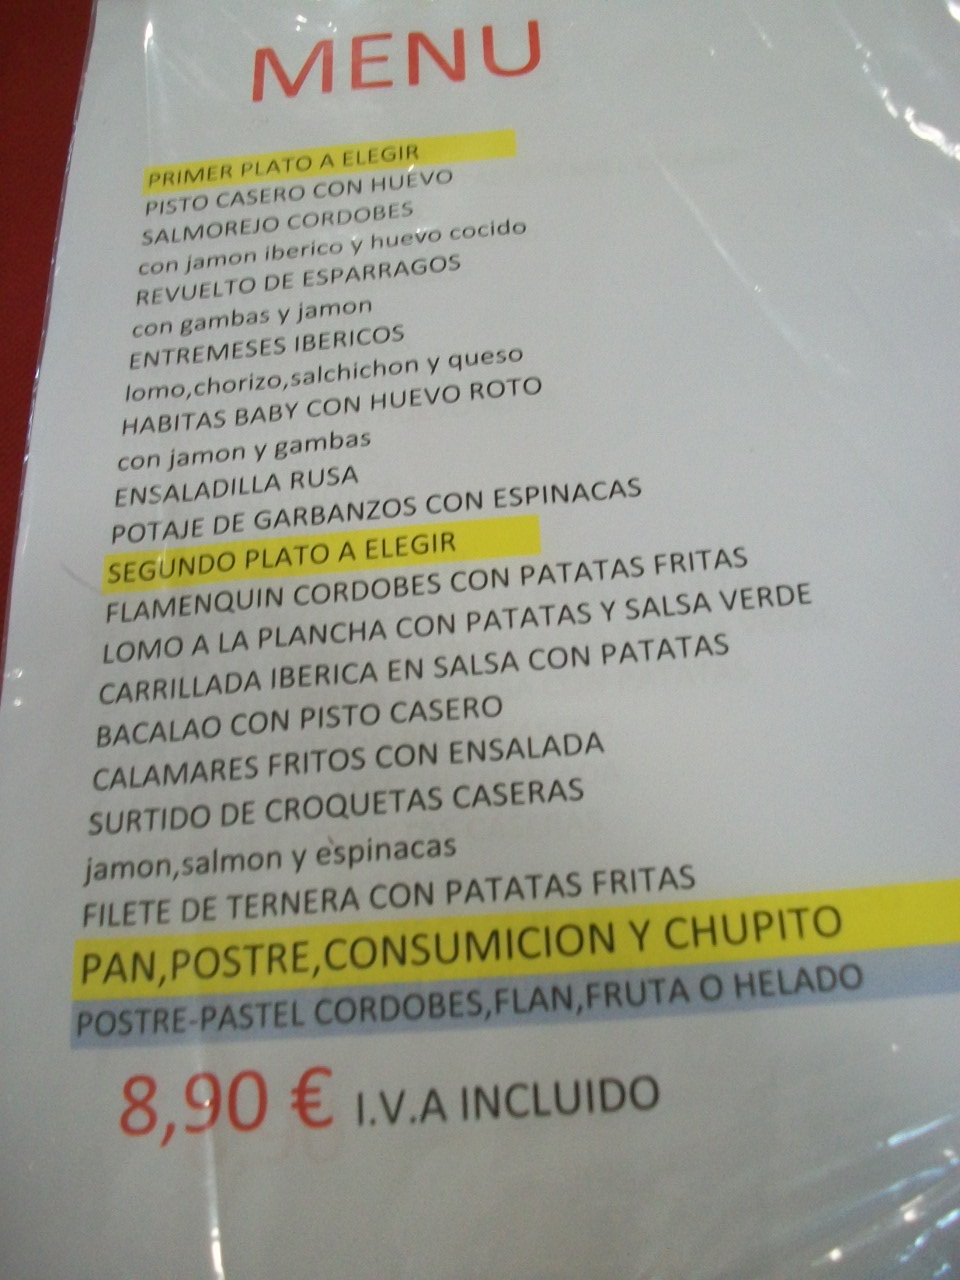 MENU
PRIMER PLATO A ELEGIR
PISTO CASERO CON HUEVO
SALMOREJO CORDOBES
con jamon iberico y huevo cocido
REVUELTO DE ESPARRAGOS
con gambas y jamon
ENTREMESES IBERICOS
lomo,chorizo,salchichon y queso
HABITAS BABY CON HUEVO ROTO
con jamon y gambas
ENSALADILLA RUSA
POTAJE DE GARBANZOS CON ESPINACAS
SEGUNDO PLATO A ELEGIR
FLAMENQUIN CORDOBES CON PATATAS FRITAS
LOMO A LA PLANCHA CON PATATAS Y SALSA VERDE
CARRILLADA IBERICA EN SALSA CON PATATAS
BACALAO CON PISTO CASERO
CALAMARES FRITOS CON ENSALADA
SURTIDO DE CROQUETAS CASERAS
jamon,salmon y espinacas
FILETE DE TERNERA CON PATATAS FRITAS
PAN,POSTRE,CONSUMICION Y CHUPITO
POSTRE-PASTEL CORDOBES,FLAN,FRUTA O HELADO
8,90 € I.V.A INCLUIDO